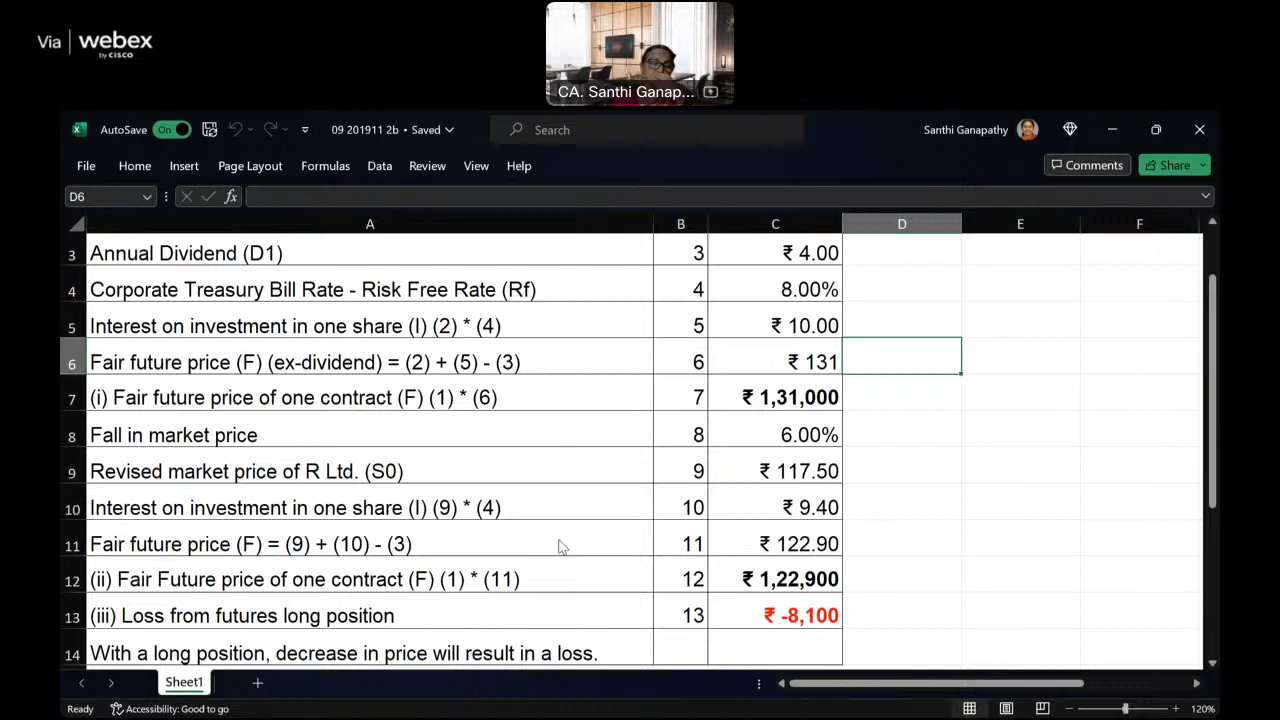 Via | webex
by CISCO
CA. Santhi Ganap...
AutoSave On 09 201911 2b • Saved Search Santhi Ganapathy
File Home Insert Page Layout Formulas Data Review View Help Comments Share
D6 fx
A B C D E F
3 Annual Dividend (D1) 3 ₹ 4.00
4 Corporate Treasury Bill Rate - Risk Free Rate (Rf) 4 8.00%
5 Interest on investment in one share (I) (2) * (4) 5 ₹ 10.00
6 Fair future price (F) (ex-dividend) = (2) + (5) - (3) 6 ₹ 131
7 (i) Fair future price of one contract (F) (1) * (6) 7 ₹ 1,31,000
8 Fall in market price 8 6.00%
9 Revised market price of R Ltd. (S0) 9 ₹ 117.50
10 Interest on investment in one share (I) (9) * (4) 10 ₹ 9.40
11 Fair future price (F) = (9) + (10) - (3) 11 ₹ 122.90
12 (ii) Fair Future price of one contract (F) (1) * (11) 12 ₹ 1,22,900
13 (iii) Loss from futures long position 13 ₹ -8,100
14 With a long position, decrease in price will result in a loss.
Sheet1
Ready Accessibility: Good to go 120%